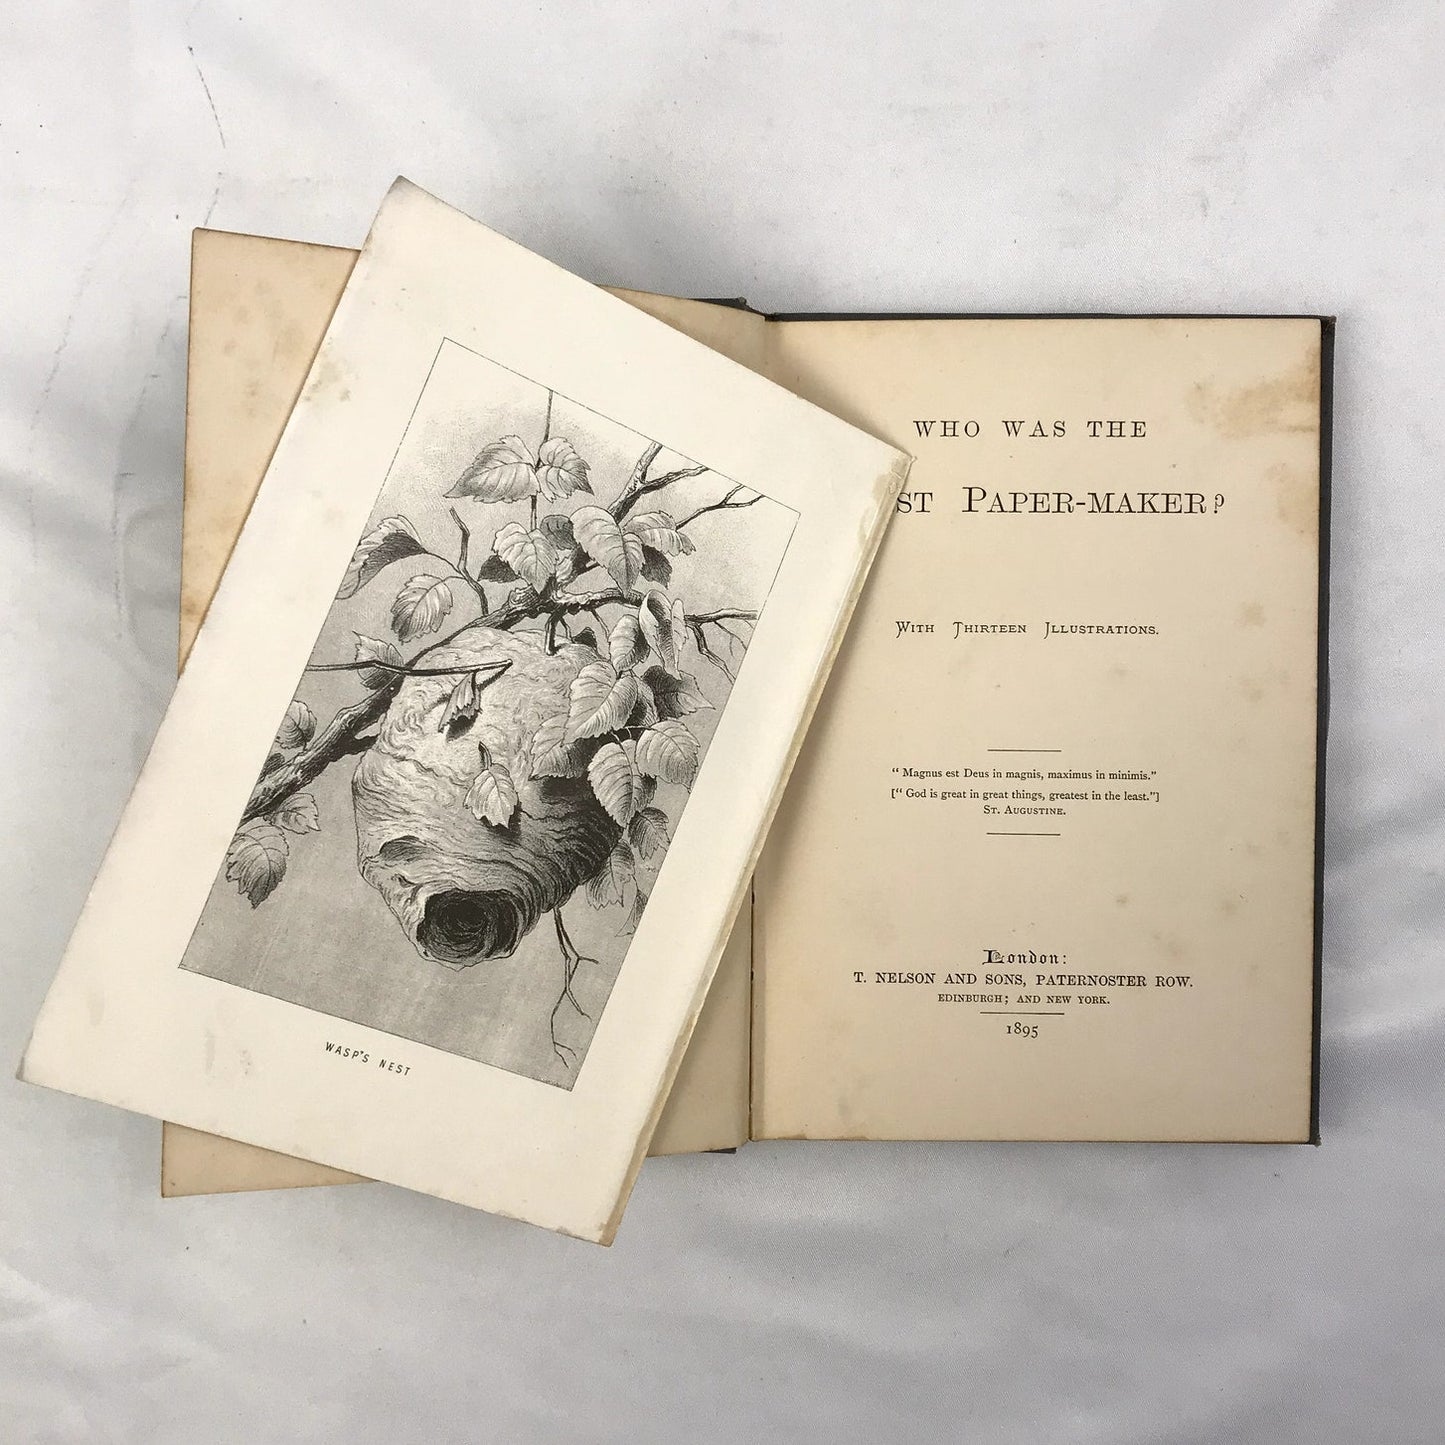 WASP'S NEST
WHO WAS THE
ST PAPER-MAKER?
WITH THIRTEEN ILLUSTRATIONS.
“Magnus est Deus in magnis, maximus in minimis.”
[“God is great in great things, greatest in the least.”]
ST. AUGUSTINE.
London:
T. NELSON AND SONS, PATERNOSTER ROW.
EDINBURGH; AND NEW YORK.
1895